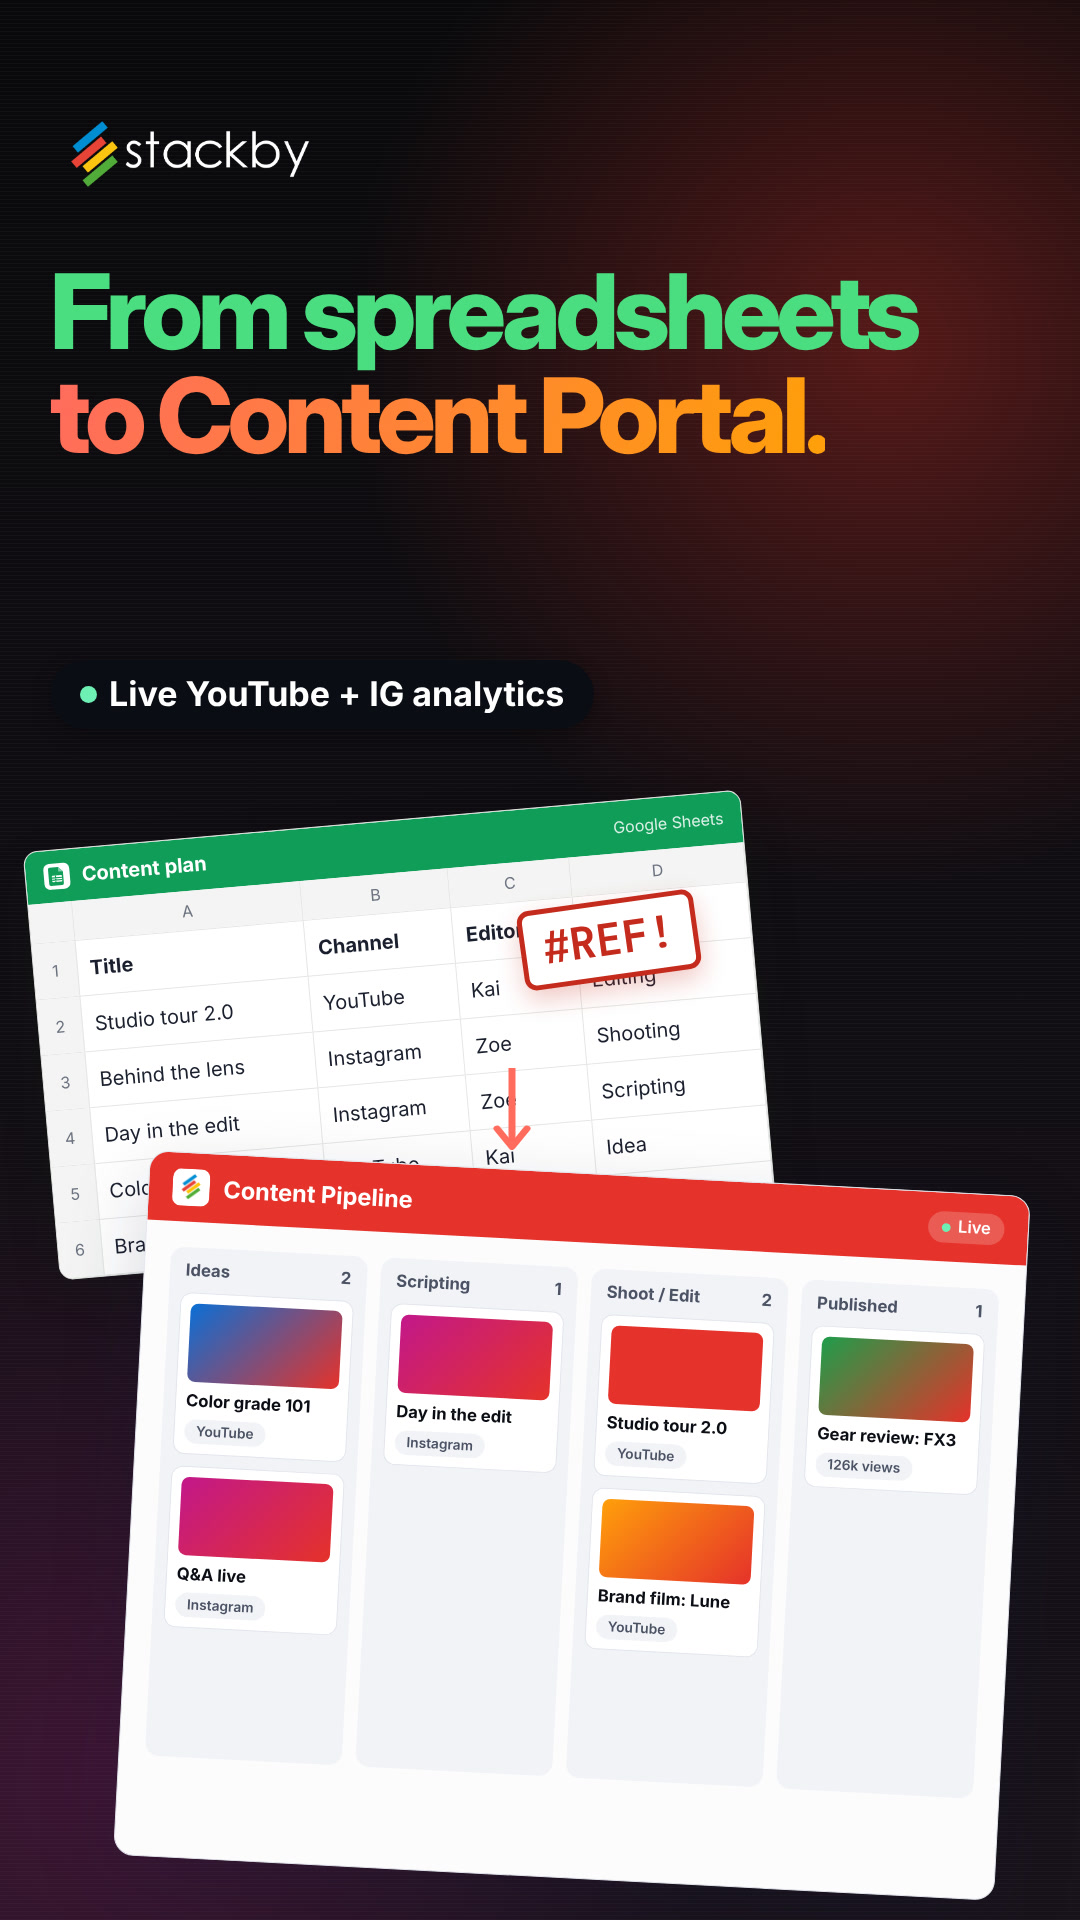 stackby
From spreadsheets
to Content Portal.
Live YouTube + IG analytics
Content plan
Google Sheets
A B C D
1 Title Channel
#REF!
2 Studio tour 2.0 YouTube Kai Editing
3 Behind the lens Instagram Zoe Shooting
4 Day in the edit Instagram Zoe Scripting
5 Kai Idea
6
Content Pipeline
Live
Ideas 2
Color grade 101
YouTube
Q&A live
Instagram
Scripting 1
Day in the edit
Instagram
Shoot / Edit 2
Studio tour 2.0
YouTube
Brand film: Lune
YouTube
Published 1
Gear review: FX3
126k views